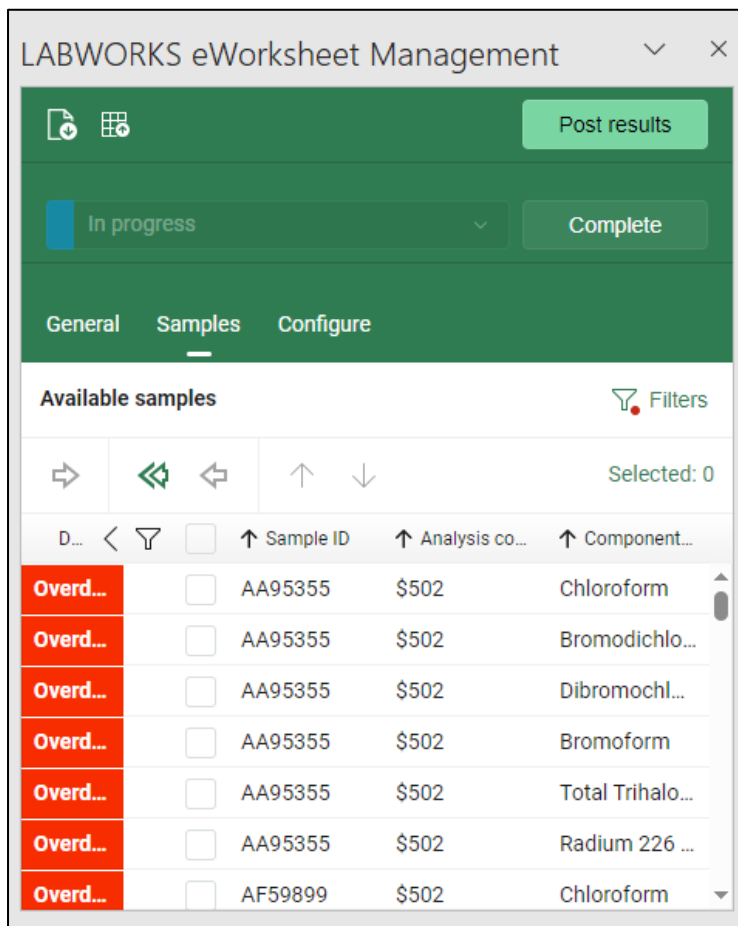 LABWORKS eWorksheet Management
Post results
In progress
Complete
General Samples Configure
Available samples
Filters
Selected: 0
D... Sample ID Analysis co... Component...
Overd... AA95355 $502 Chloroform
Overd... AA95355 $502 Bromodichlo...
Overd... AA95355 $502 Dibromochl...
Overd... AA95355 $502 Bromoform
Overd... AA95355 $502 Total Trihalo...
Overd... AA95355 $502 Radium 226 ...
Overd... AF59899 $502 Chloroform